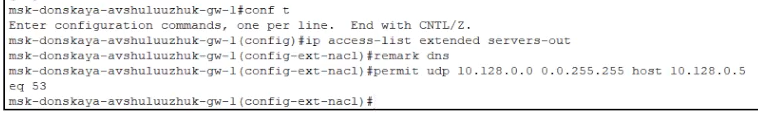 msk-donskaya-avshuluuzhuk-gw-1#conf t
Enter configuration commands, one per line.  End with CNTL/Z.
msk-donskaya-avshuluuzhuk-gw-1(config)#ip access-list extended servers-out
msk-donskaya-avshuluuzhuk-gw-1(config-ext-nacl)#remark dns
msk-donskaya-avshuluuzhuk-gw-1(config-ext-nacl)#permit udp 10.128.0.0 0.0.255.255 host 10.128.0.5
eq 53
msk-donskaya-avshuluuzhuk-gw-1(config-ext-nacl)#